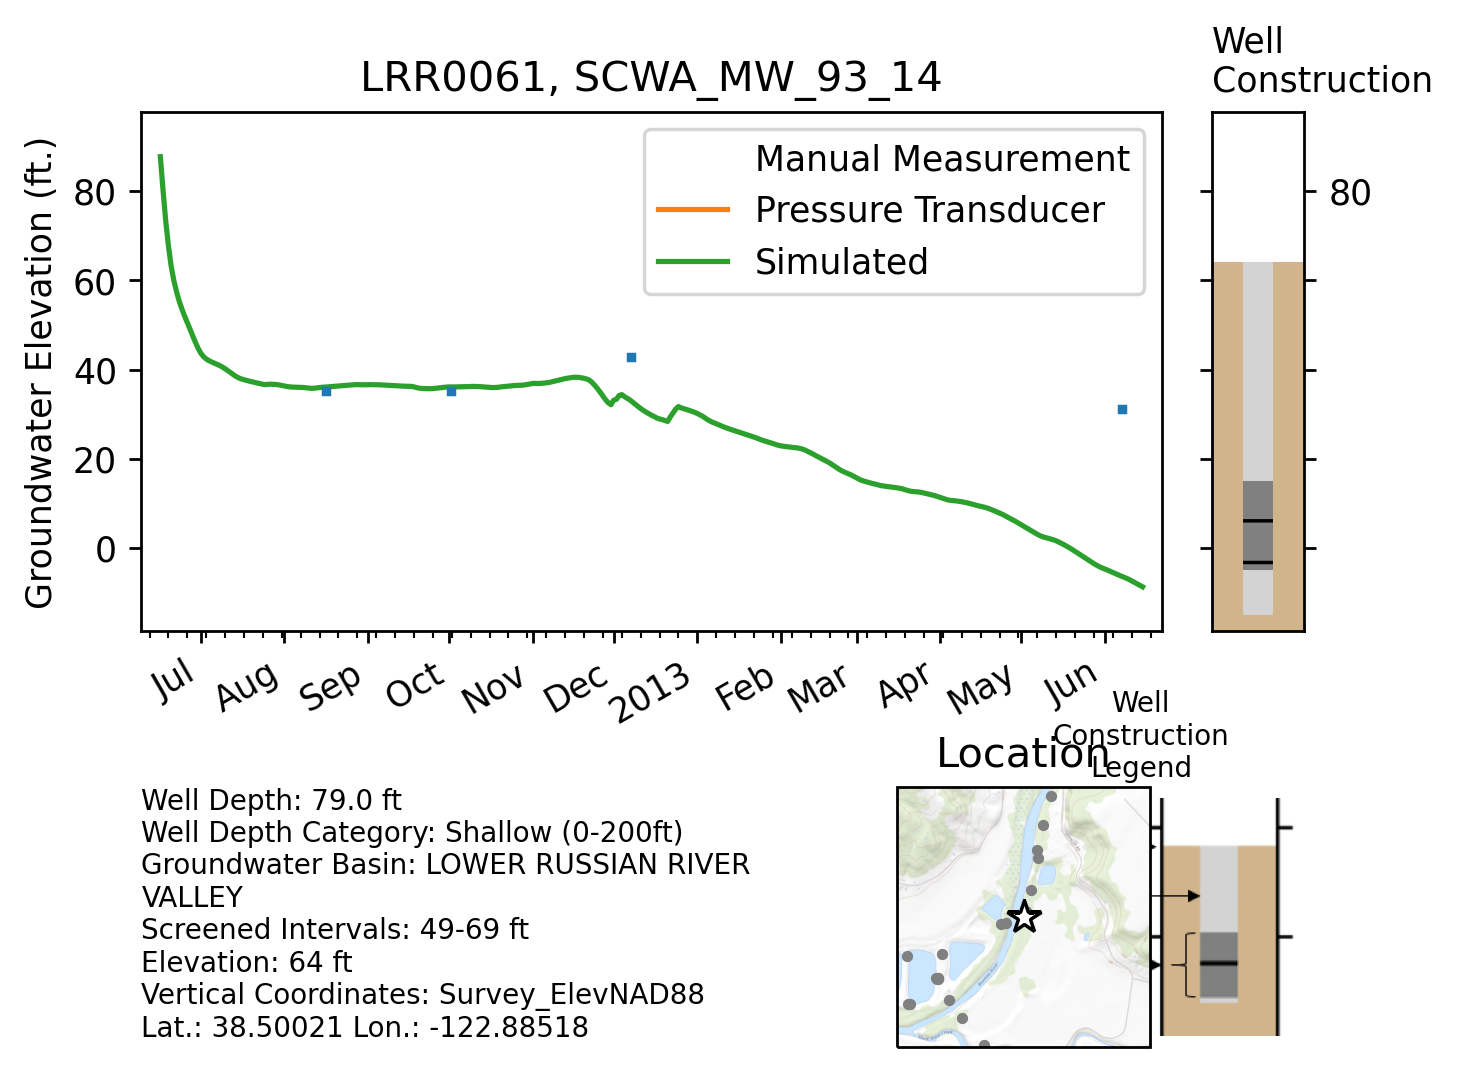 Well
Construction
LRR0061, SCWA_MW_93_14
Groundwater Elevation (ft.)
80
60
40
20
0
Manual Measurement
Pressure Transducer
Simulated
80
Jul
Aug
Sep
Oct
Nov
Dec
2013
Feb
Mar
Apr
May
Jun
Well Depth: 79.0 ft
Well Depth Category: Shallow (0-200ft)
Groundwater Basin: LOWER RUSSIAN RIVER
VALLEY
Screened Intervals: 49-69 ft
Elevation: 64 ft
Vertical Coordinates: Survey_ElevNAD88
Lat.: 38.50021 Lon.: -122.88518
Location
Well
Construction
Legend